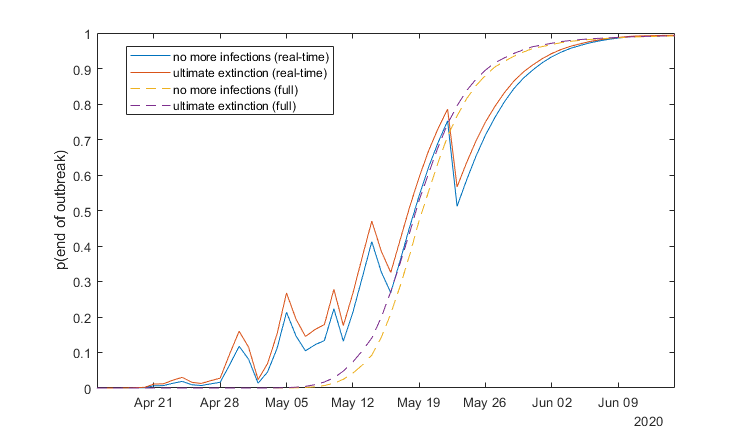 1
0.9
0.8
0.7
0.6
0.5
0.4
0.3
0.2
0.1
0
p(end of outbreak)
no more infections (real-time)
ultimate extinction (real-time)
no more infections (full)
ultimate extinction (full)
Apr 21 Apr 28 May 05 May 12 May 19 May 26 Jun 02 Jun 09
2020